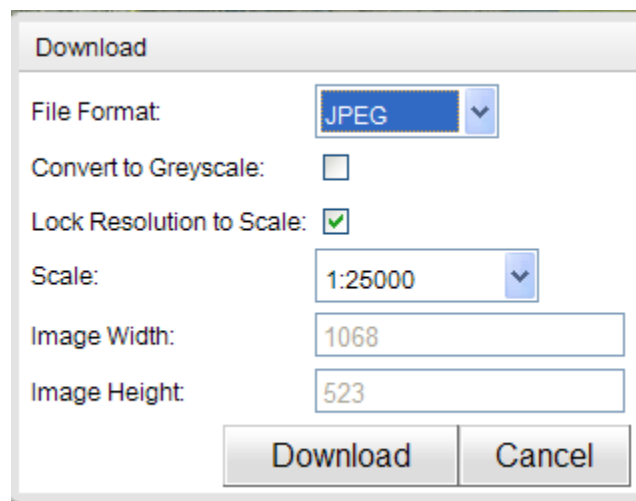 Download
File Format: JPEG
Convert to Greyscale:
Lock Resolution to Scale:
Scale: 1:25000
Image Width: 1068
Image Height: 523
Download Cancel